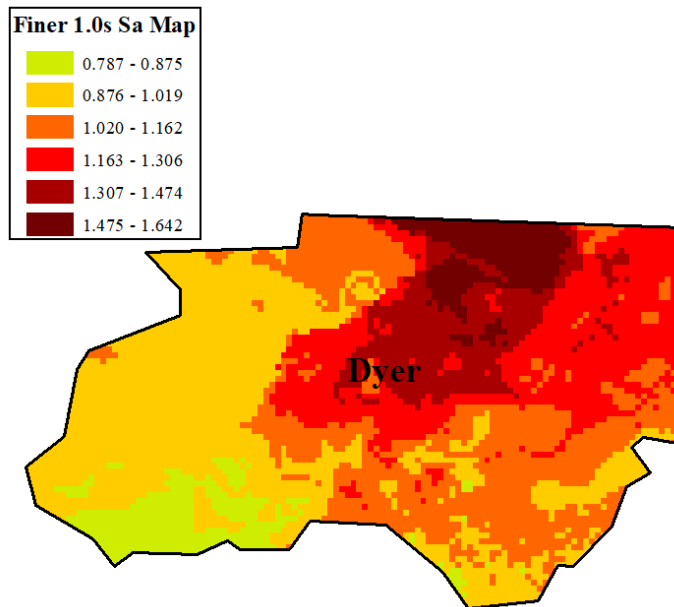 Finer 1.0s Sa Map
0.787 - 0.875
0.876 - 1.019
1.020 - 1.162
1.163 - 1.306
1.307 - 1.474
1.475 - 1.642
Dyer